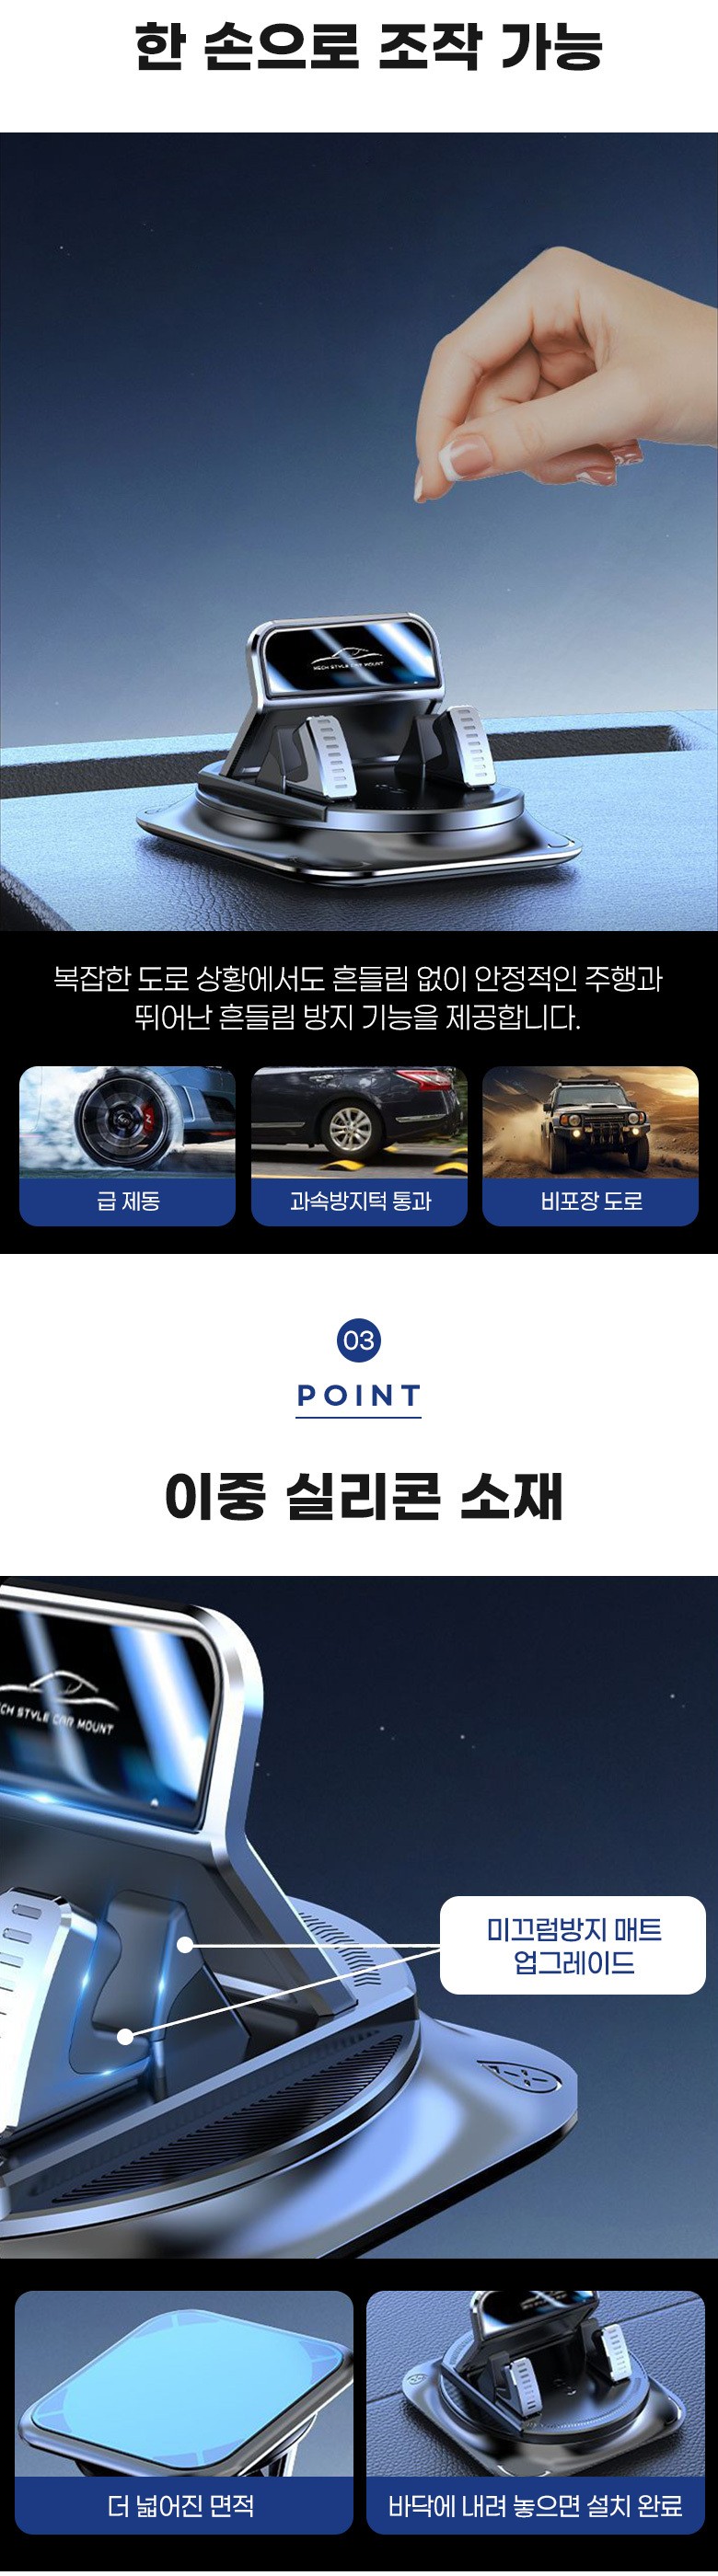 한 손으로 조작 가능
MECH STYLE CAR MOUNT
복잡한 도로 상황에서도 흔들림 없이 안정적인 주행과
뛰어난 흔들림 방지 기능을 제공합니다.
급 제동
과속방지턱 통과
비포장 도로
03
POINT
이중 실리콘 소재
CH STYLE CAR MOUNT
미끄럼방지 매트
업그레이드
더 넓어진 면적
바닥에 내려 놓으면 설치 완료